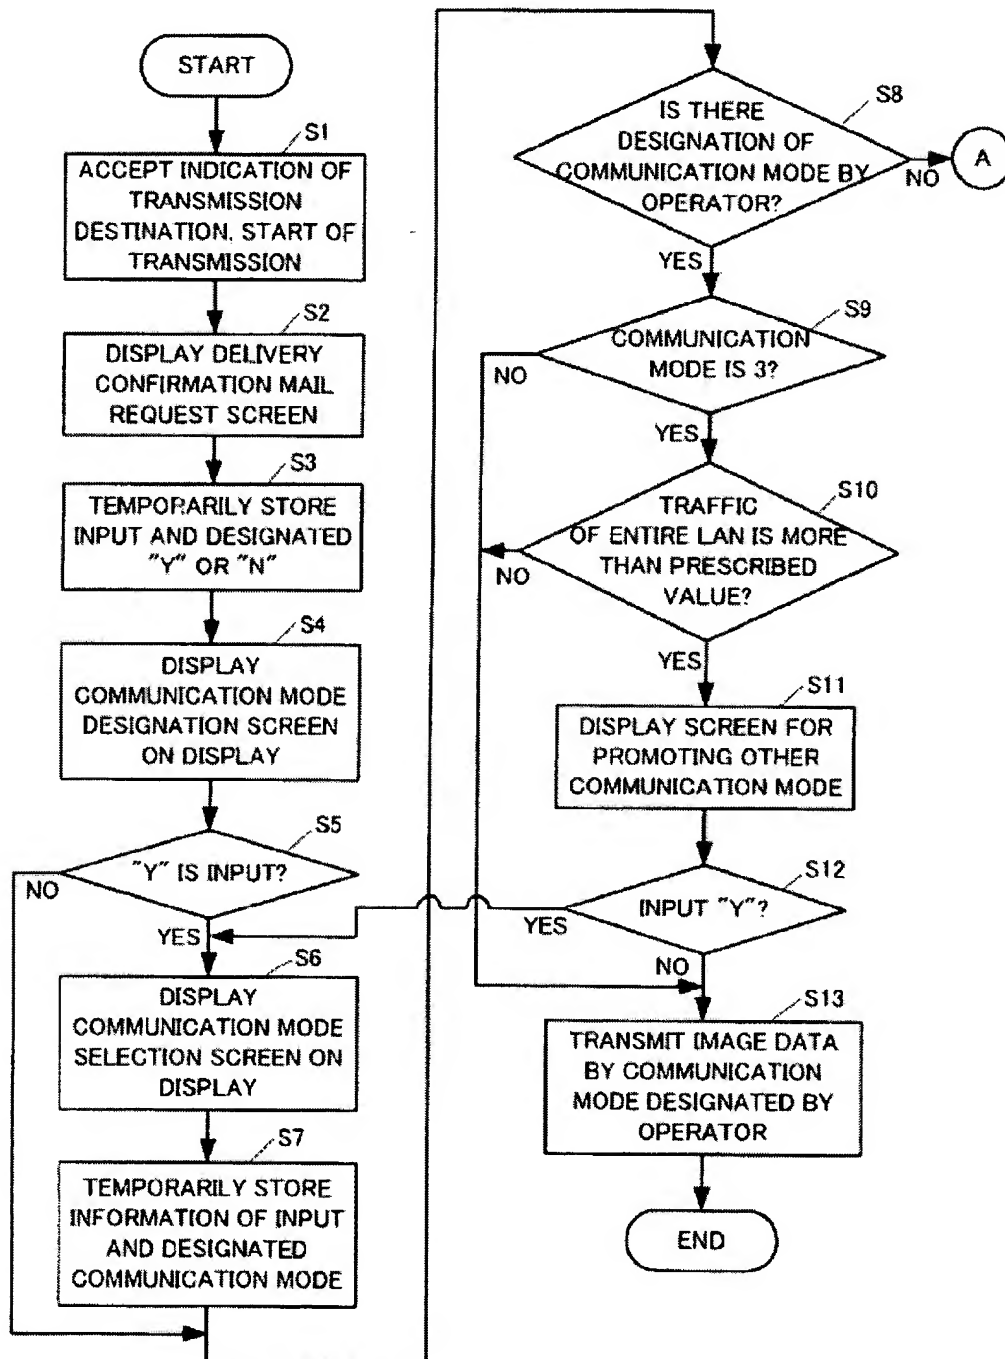 START
S1
ACCEPT INDICATION OF
TRANSMISSION
DESTINATION, START OF
TRANSMISSION
S2
DISPLAY DELIVERY
CONFIRMATION MAIL
REQUEST SCREEN
S3
TEMPORARILY STORE
INPUT AND DESIGNATED
"Y" OR "N"
S4
DISPLAY
COMMUNICATION MODE
DESIGNATION SCREEN
ON DISPLAY
S5
"Y" IS INPUT?
NO
YES
S6
DISPLAY
COMMUNICATION MODE
SELECTION SCREEN ON
DISPLAY
S7
TEMPORARILY STORE
INFORMATION OF INPUT
AND DESIGNATED
COMMUNICATION MODE
S8
IS THERE
DESIGNATION OF
COMMUNICATION MODE BY
OPERATOR?
NO
A
YES
S9
COMMUNICATION
MODE IS 3?
NO
YES
S10
TRAFFIC
OF ENTIRE LAN IS MORE
THAN PRESCRIBED
VALUE?
NO
YES
S11
DISPLAY SCREEN FOR
PROMOTING OTHER
COMMUNICATION MODE
S12
INPUT "Y"?
YES
NO
S13
TRANSMIT IMAGE DATA
BY COMMUNICATION
MODE DESIGNATED BY
OPERATOR
END